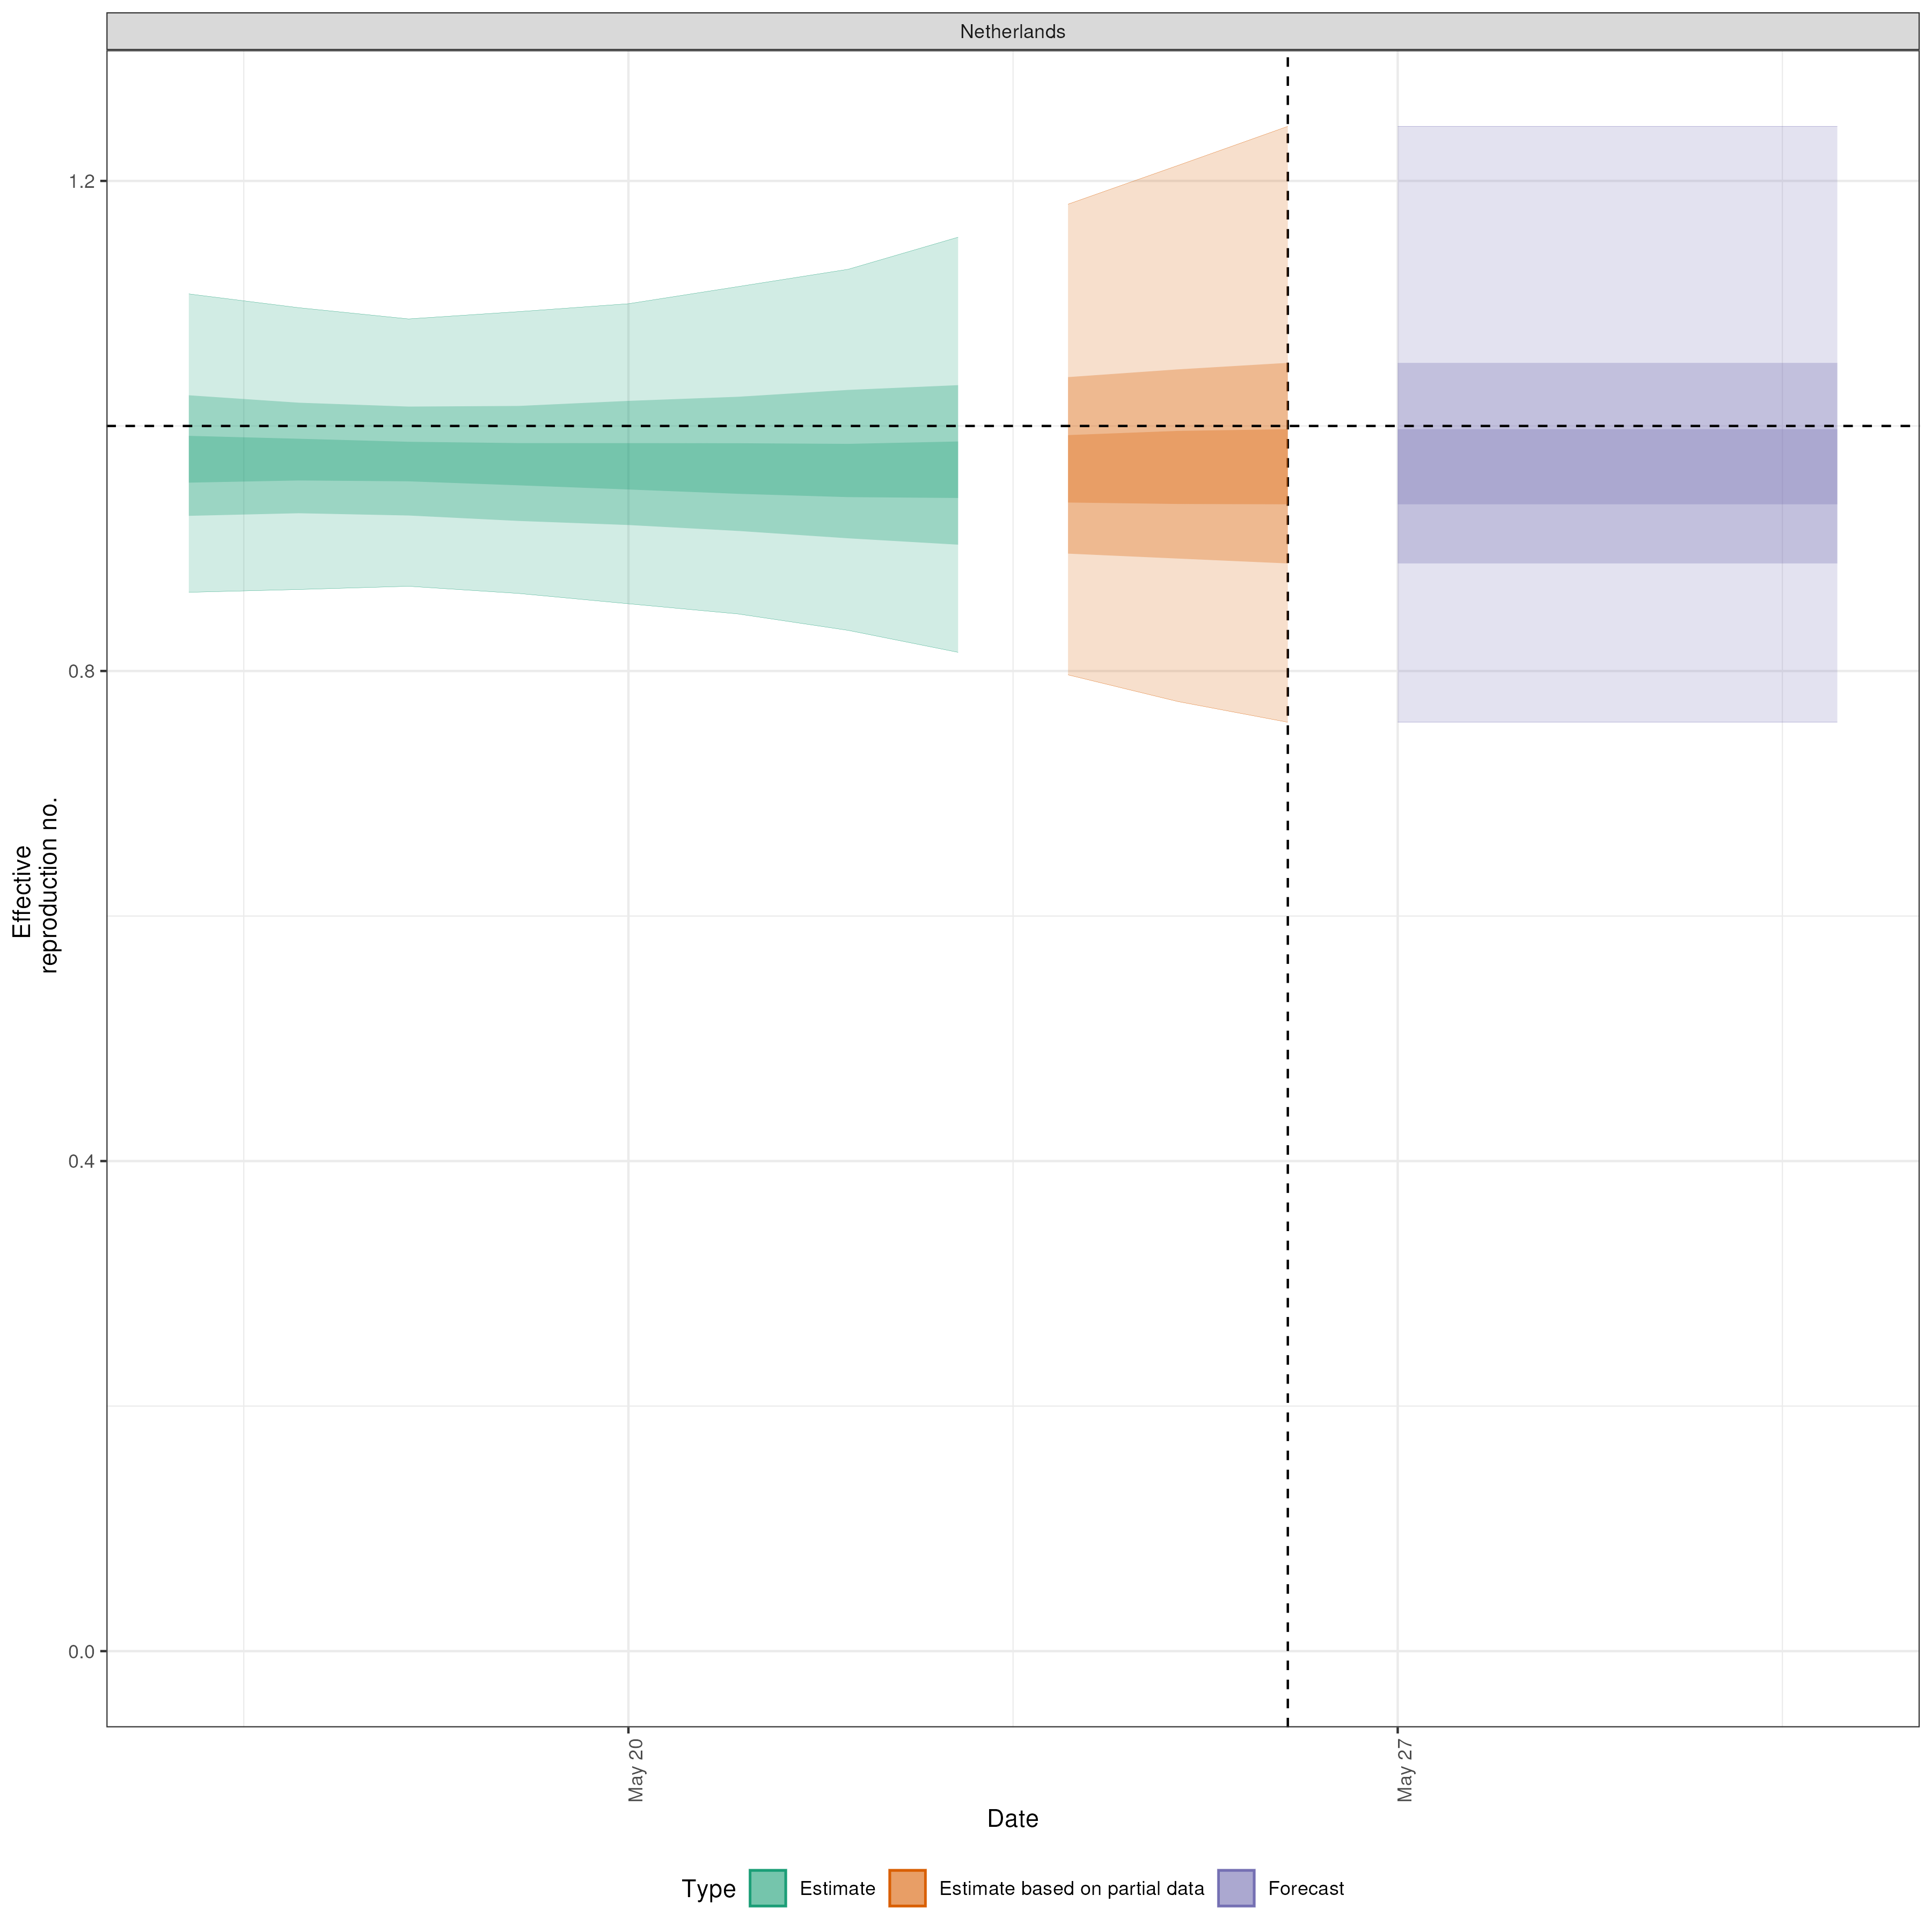 Netherlands
1.2
0.8
0.4
0.0
Effective
reproduction no.
May 20
May 27
Date
Type
Estimate
Estimate based on partial data
Forecast